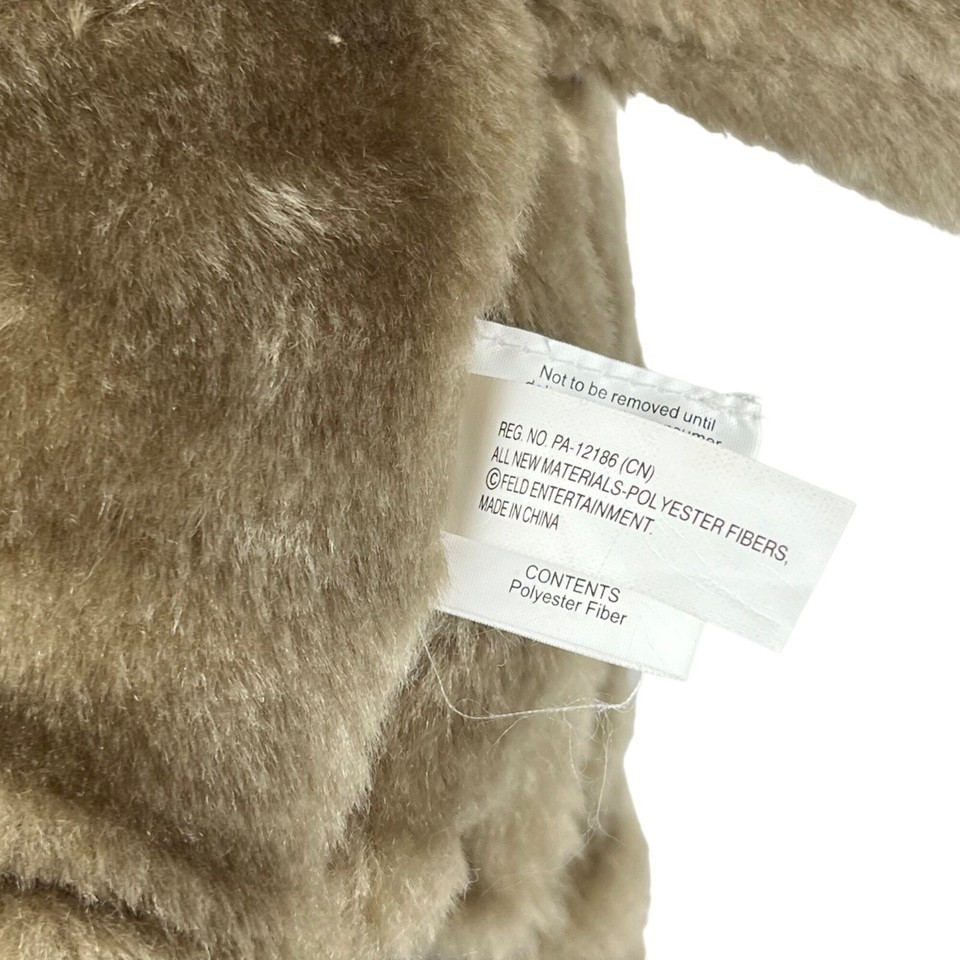 Not to be removed until
REG. NO. PA-12186 (CN)
ALL NEW MATERIALS-POLYESTER FIBERS,
©FELD ENTERTAINMENT.
MADE IN CHINA
CONTENTS
Polyester Fiber